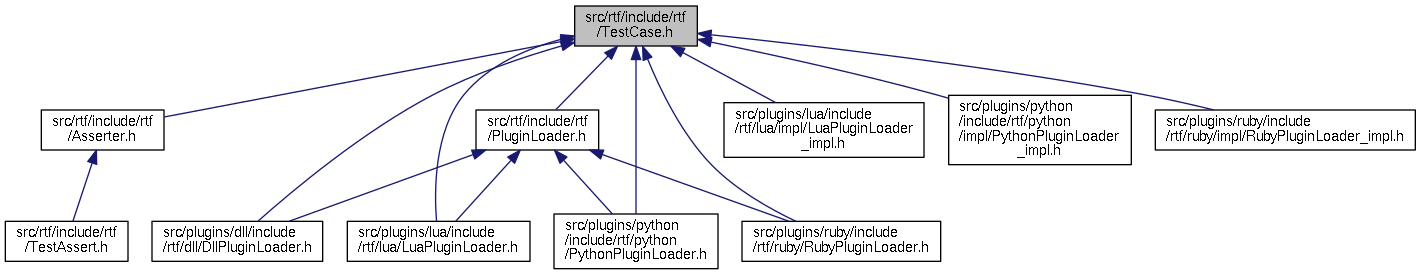 src/rtf/include/rtf
/TestCase.h
src/rtf/include/rtf
/Asserter.h
src/rtf/include/rtf
/PluginLoader.h
src/plugins/lua/include
/rtf/lua/impl/LuaPluginLoader
_impl.h
src/plugins/python
/include/rtf/python
/impl/PythonPluginLoader
_impl.h
src/plugins/ruby/include
/rtf/ruby/impl/RubyPluginLoader_impl.h
src/rtf/include/rtf
/TestAssert.h
src/plugins/dll/include
/rtf/dll/DllPluginLoader.h
src/plugins/lua/include
/rtf/lua/LuaPluginLoader.h
src/plugins/python
/include/rtf/python
/PythonPluginLoader.h
src/plugins/ruby/include
/rtf/ruby/RubyPluginLoader.h